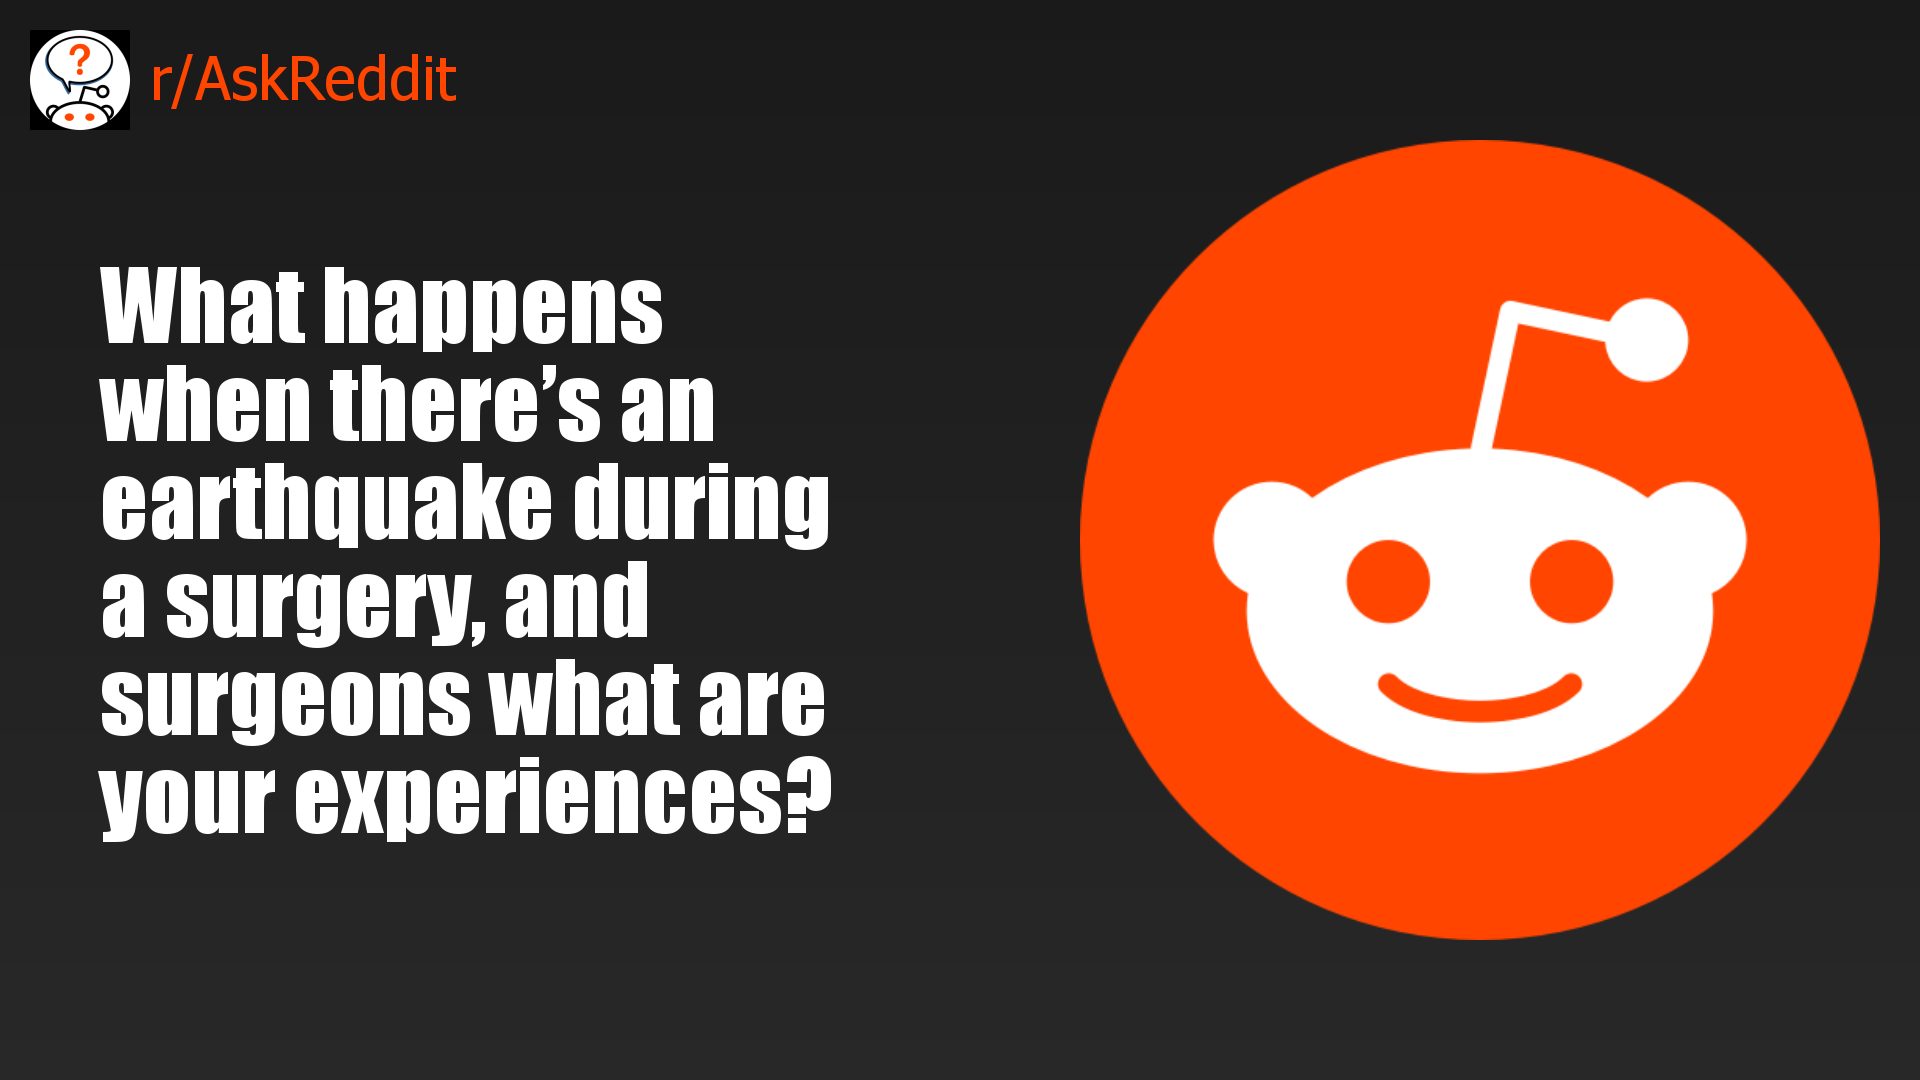 ?
r/AskReddit
What happens
when there’s an
earthquake during
a surgery, and
surgeons what are
your experiences?